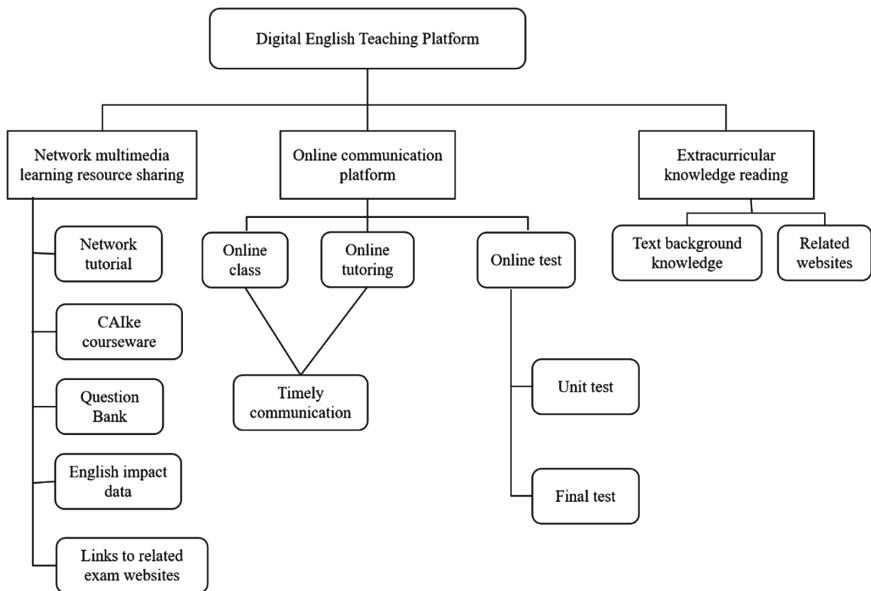 Digital English Teaching Platform
Network multimedia
learning resource sharing
Online communication
platform
Extracurricular
knowledge reading
Network
tutorial
CAIke
courseware
Question
Bank
English impact
data
Links to related
exam websites
Online
class
Online
tutoring
Online test
Timely
communication
Unit test
Final test
Text background
knowledge
Related
websites